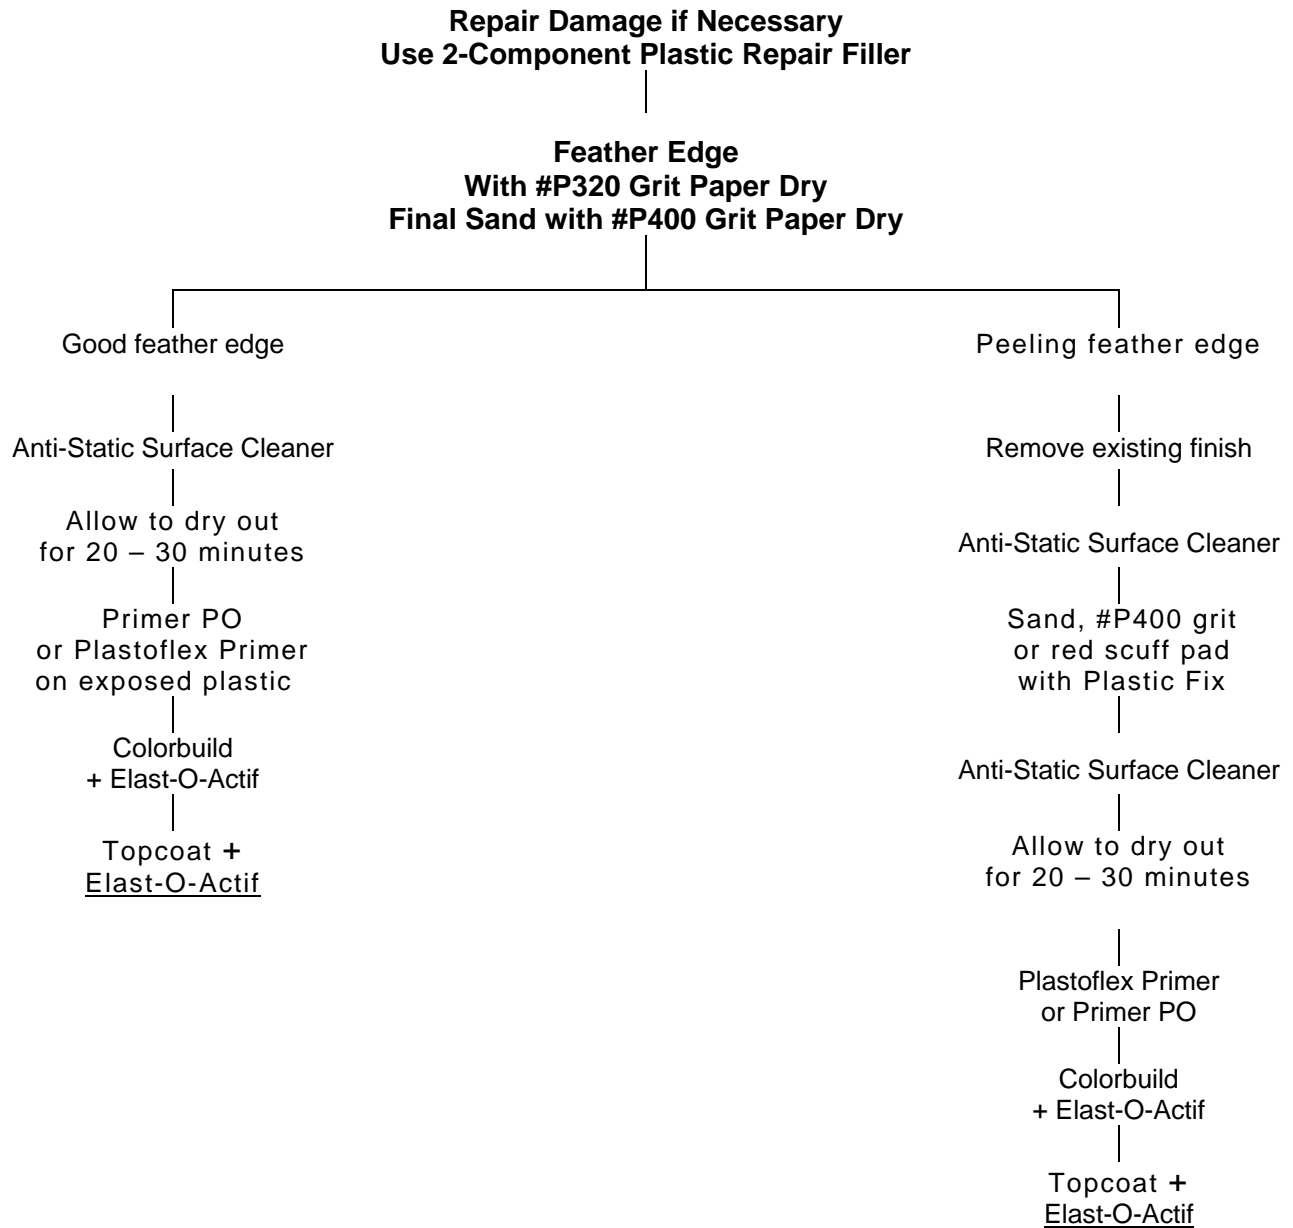 Repair Damage if Necessary
Use 2-Component Plastic Repair Filler
Feather Edge
With #P320 Grit Paper Dry
Final Sand with #P400 Grit Paper Dry
Good feather edge
Anti-Static Surface Cleaner
Allow to dry out
for 20 – 30 minutes
Primer PO
or Plastoflex Primer
on exposed plastic
Colorbuild
+ Elast-O-Actif
Topcoat +
Elast-O-Actif
Peeling feather edge
Remove existing finish
Anti-Static Surface Cleaner
Sand, #P400 grit
or red scuff pad
with Plastic Fix
Anti-Static Surface Cleaner
Allow to dry out
for 20 – 30 minutes
Plastoflex Primer
or Primer PO
Colorbuild
+ Elast-O-Actif
Topcoat +
Elast-O-Actif